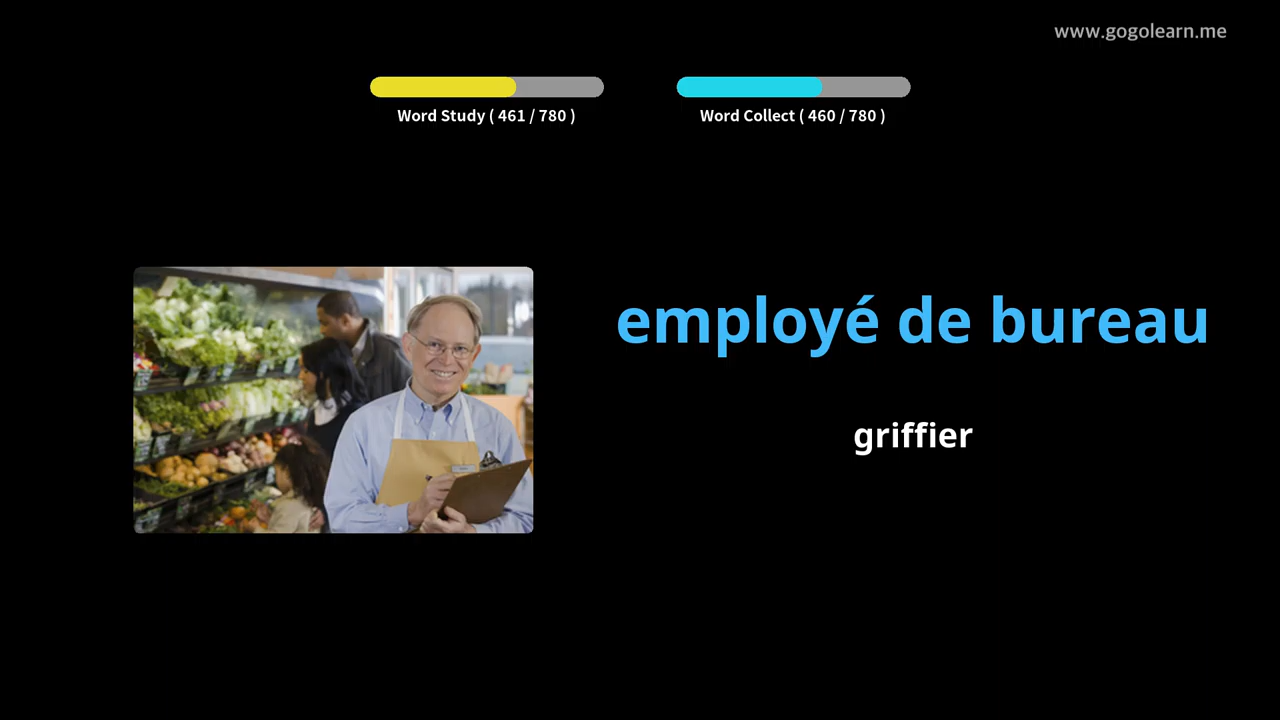 www.gogolearn.me
Word Study ( 461 / 780 )
Word Collect ( 460 / 780 )
employé de bureau
griffier